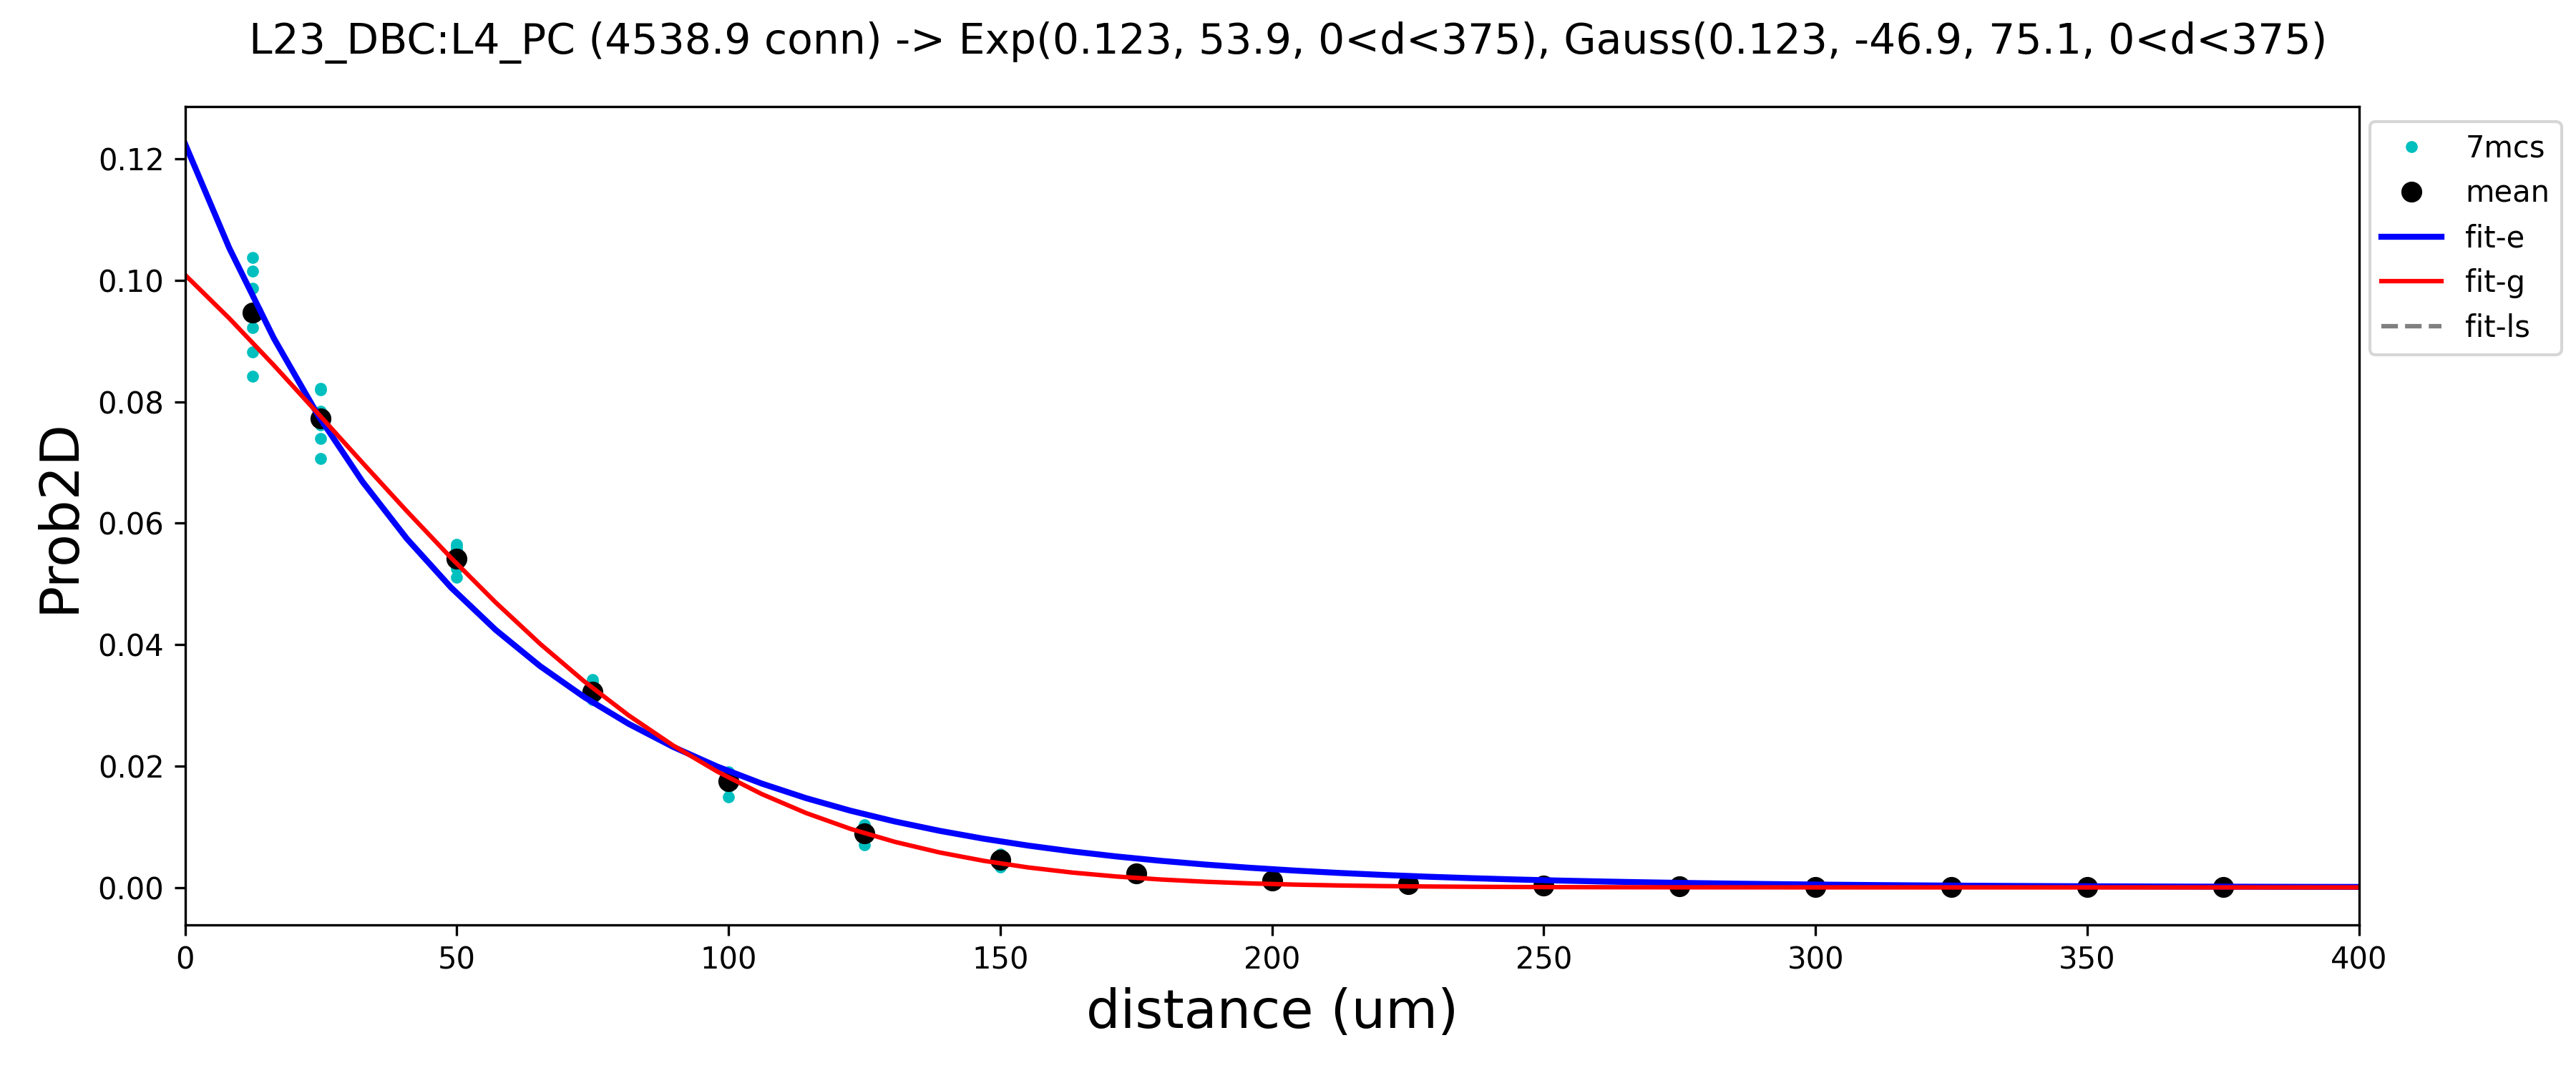 L23_DBC:L4_PC (4538.9 conn) -> Exp(0.123, 53.9, 0<d<375), Gauss(0.123, -46.9, 75.1, 0<d<375)
7mcs
mean
fit-e
fit-g
fit-ls
Prob2D
0.12
0.10
0.08
0.06
0.04
0.02
0.00
0 50 100 150 200 250 300 350 400
distance (um)